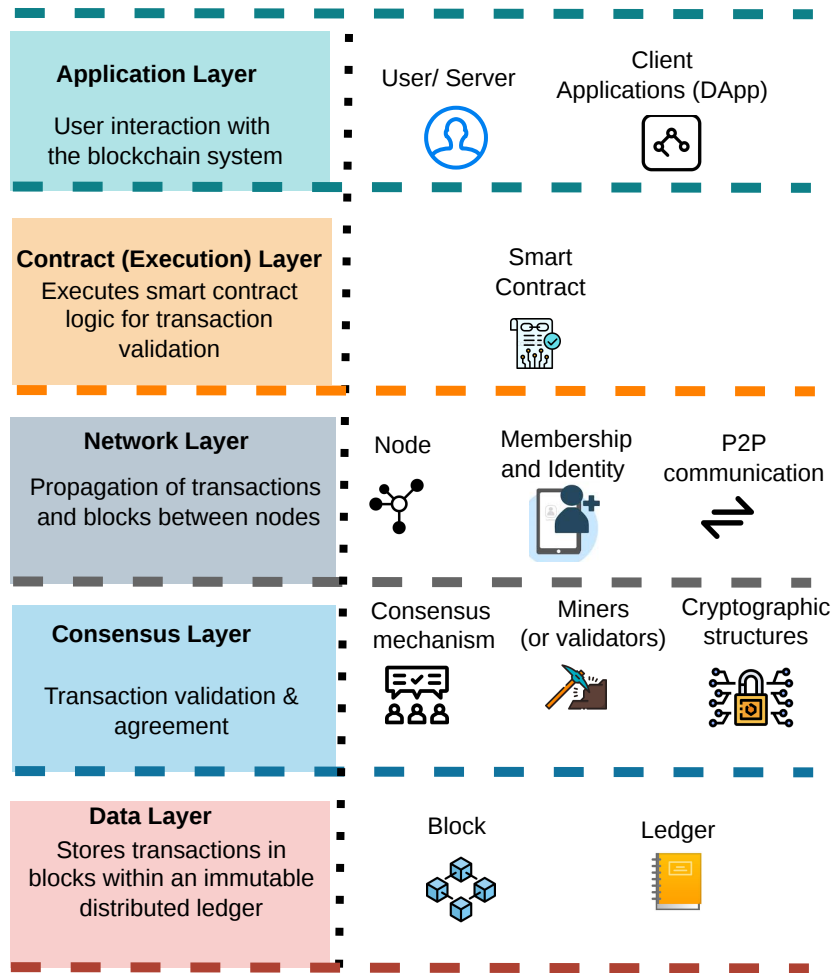 Application Layer
User interaction with
the blockchain system
User/ Server
Client
Applications (DApp)
Contract (Execution) Layer
Executes smart contract
logic for transaction
validation
Smart
Contract
Network Layer
Propagation of transactions
and blocks between nodes
Node
Membership
and Identity
P2P
communication
Consensus Layer
Transaction validation &
agreement
Consensus
mechanism
Miners
(or validators)
Cryptographic
structures
Data Layer
Stores transactions in
blocks within an immutable
distributed ledger
Block
Ledger